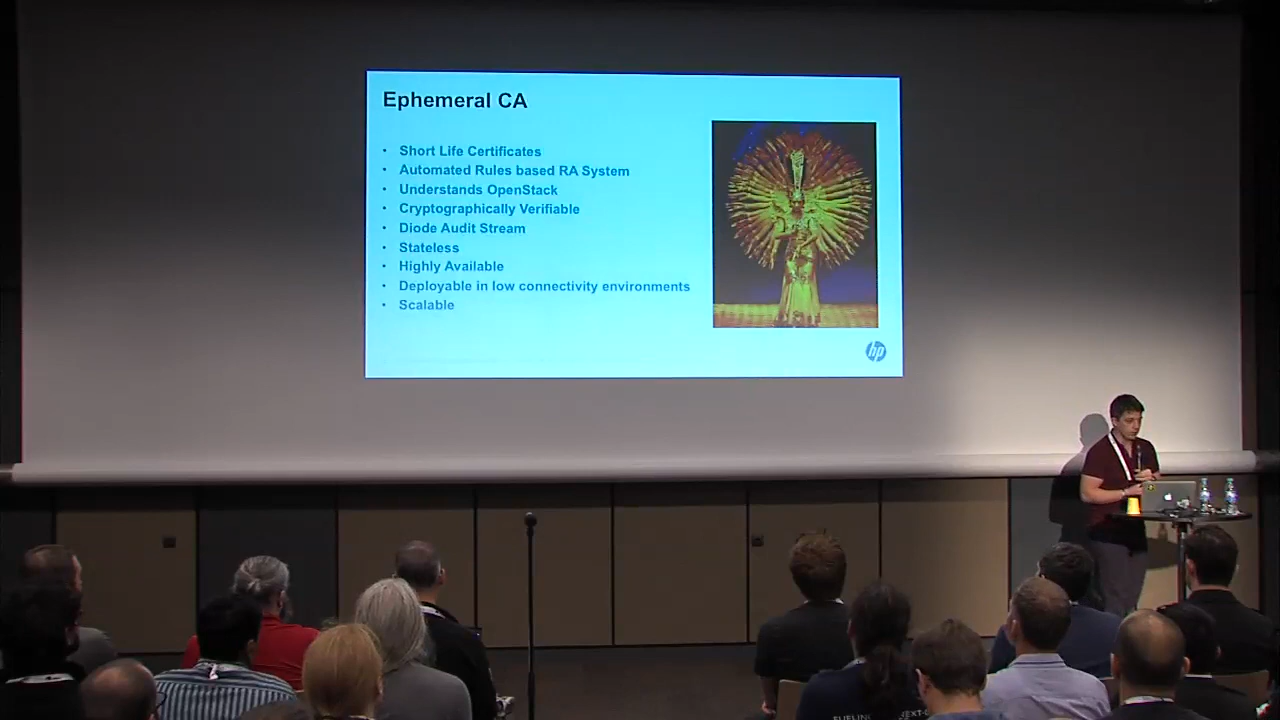 Ephemeral CA
• Short Life Certificates
• Automated Rules based RA System
• Understands OpenStack
• Cryptographically Verifiable
• Diode Audit Stream
• Stateless
• Highly Available
• Deployable in low connectivity environments
• Scalable
hp